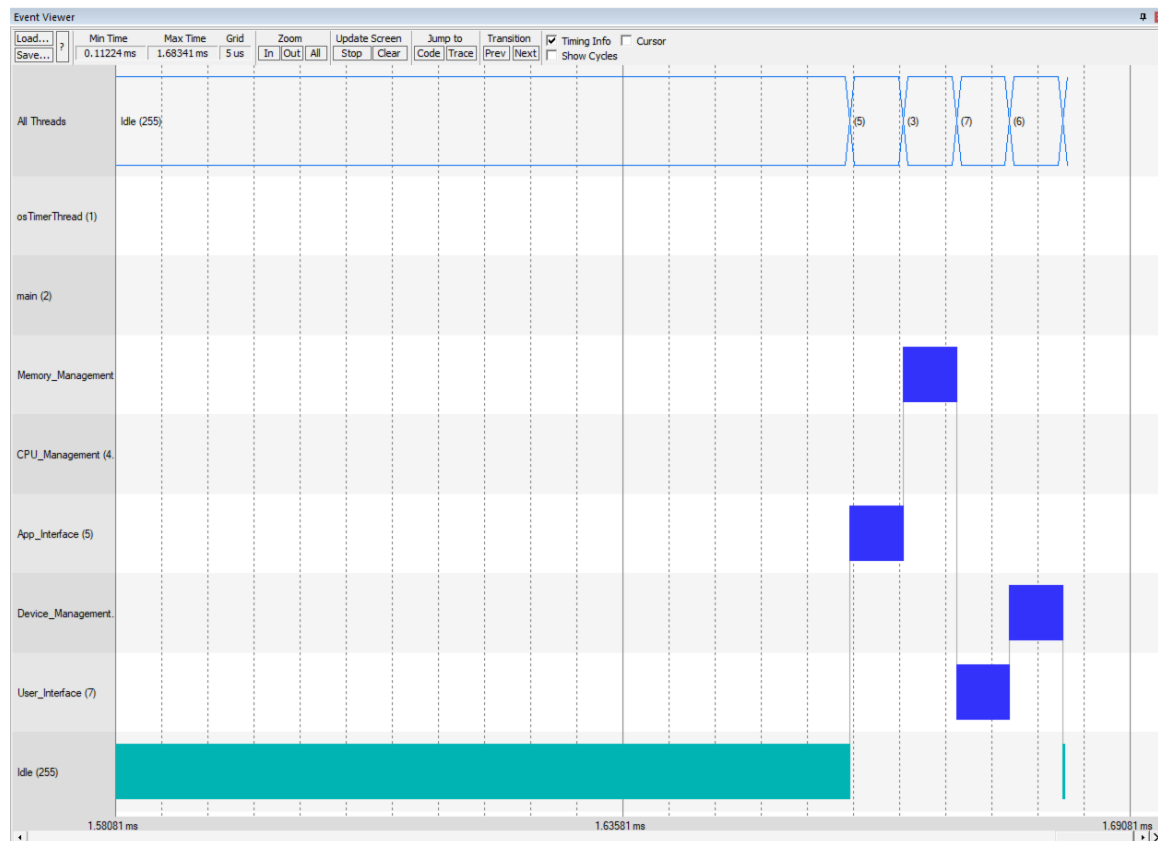 Event Viewer
Load... ? Min Time Max Time Grid Zoom Update Screen Jump to Transition Timing Info Cursor
Save... 0.11224 ms 1.68341 ms 5 us In Out All Stop Clear Code Trace Prev Next Show Cycles
All Threads Idle (255) (5) (3) (7) (6)
osTimerThread (1)
main (2)
Memory_Management
CPU_Management (4.
App_Interface (5)
Device_Management.
User_Interface (7)
Idle (255)
1.58081 ms 1.63581 ms 1.69081 ms